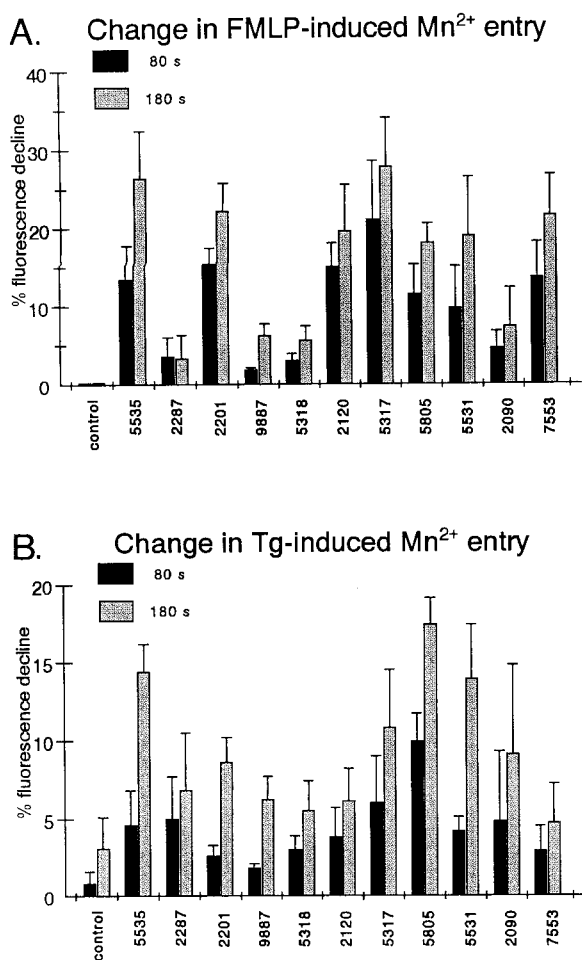 A. Change in FMLP-induced Mn²⁺ entry
80 s
180 s
% fluorescence decline
40
30
20
10
0
control 5535 2287 2201 9887 5318 2120 5317 5805 5531 2090 7553
B. Change in Tg-induced Mn²⁺ entry
80 s
180 s
% fluorescence decline
20
15
10
5
0
control 5535 2287 2201 9887 5318 2120 5317 5805 5531 2090 7553